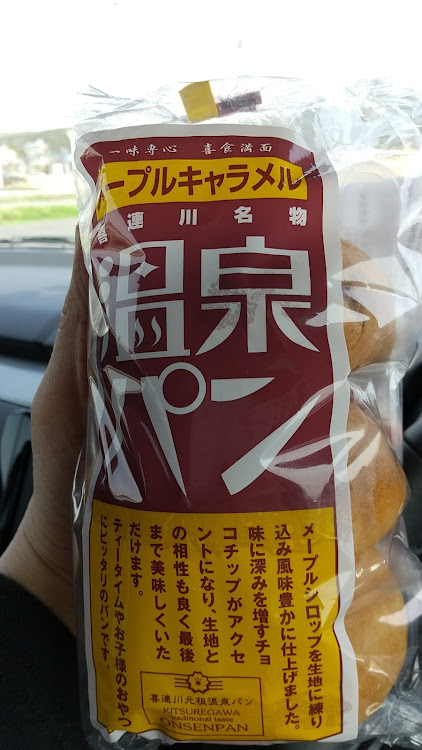 一味専心 喜食満面
ープルキャラメル
喜連川名物
温泉
パン
メープルシロップを生地に練り
込み風味豊かに仕上げました。
味に深みを増すチョ
コチップがアクセ
ントになり、生地と
の相性も良く最後
まで美味しくいた
だけます。
ティータイムやお子様のおやつ
にピッタリのパンです。
喜連川元祖温泉パン
KITSUREGAWA
traditional taste
ONSENPAN